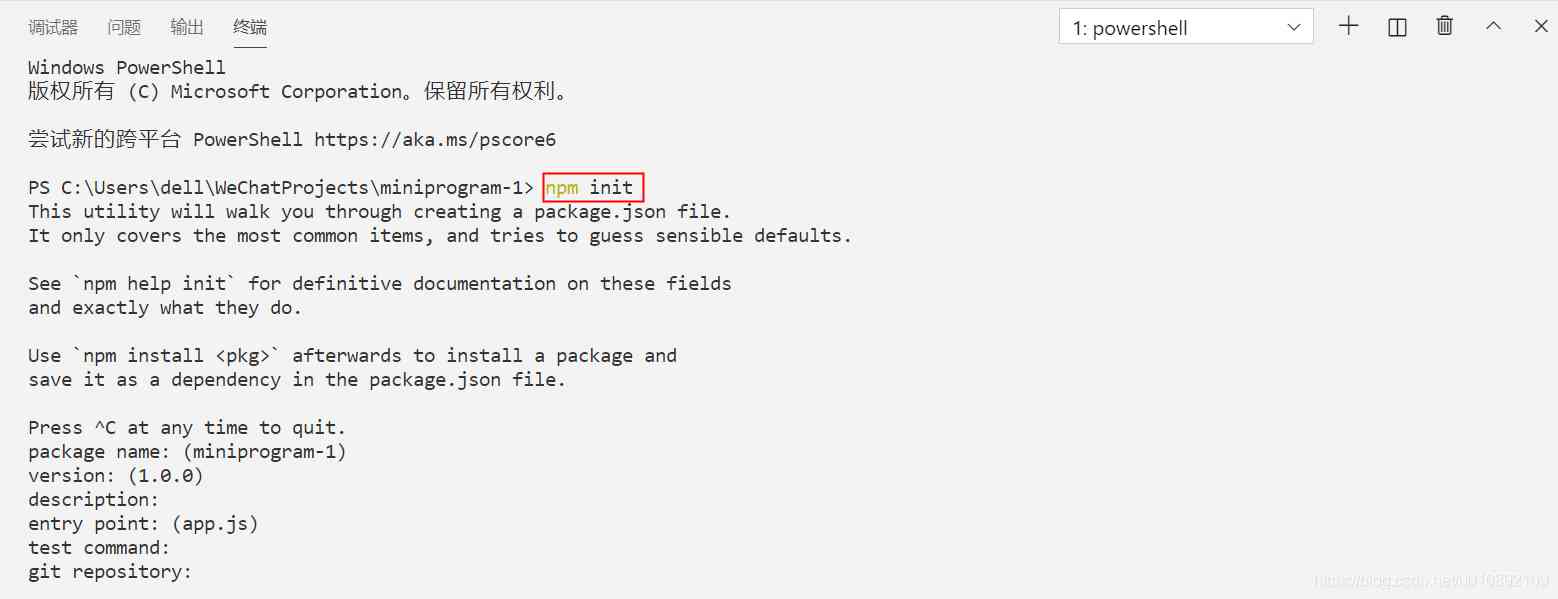 调试器 问题 输出 终端 1: powershell
Windows PowerShell
版权所有 (C) Microsoft Corporation。保留所有权利。
尝试新的跨平台 PowerShell https://aka.ms/pscore6
PS C:\Users\dell\WeChatProjects\miniprogram-1> npm init
This utility will walk you through creating a package.json file.
It only covers the most common items, and tries to guess sensible defaults.
See `npm help init` for definitive documentation on these fields
and exactly what they do.
Use `npm install <pkg>` afterwards to install a package and
save it as a dependency in the package.json file.
Press ^C at any time to quit.
package name: (miniprogram-1)
version: (1.0.0)
description:
entry point: (app.js)
test command:
git repository: